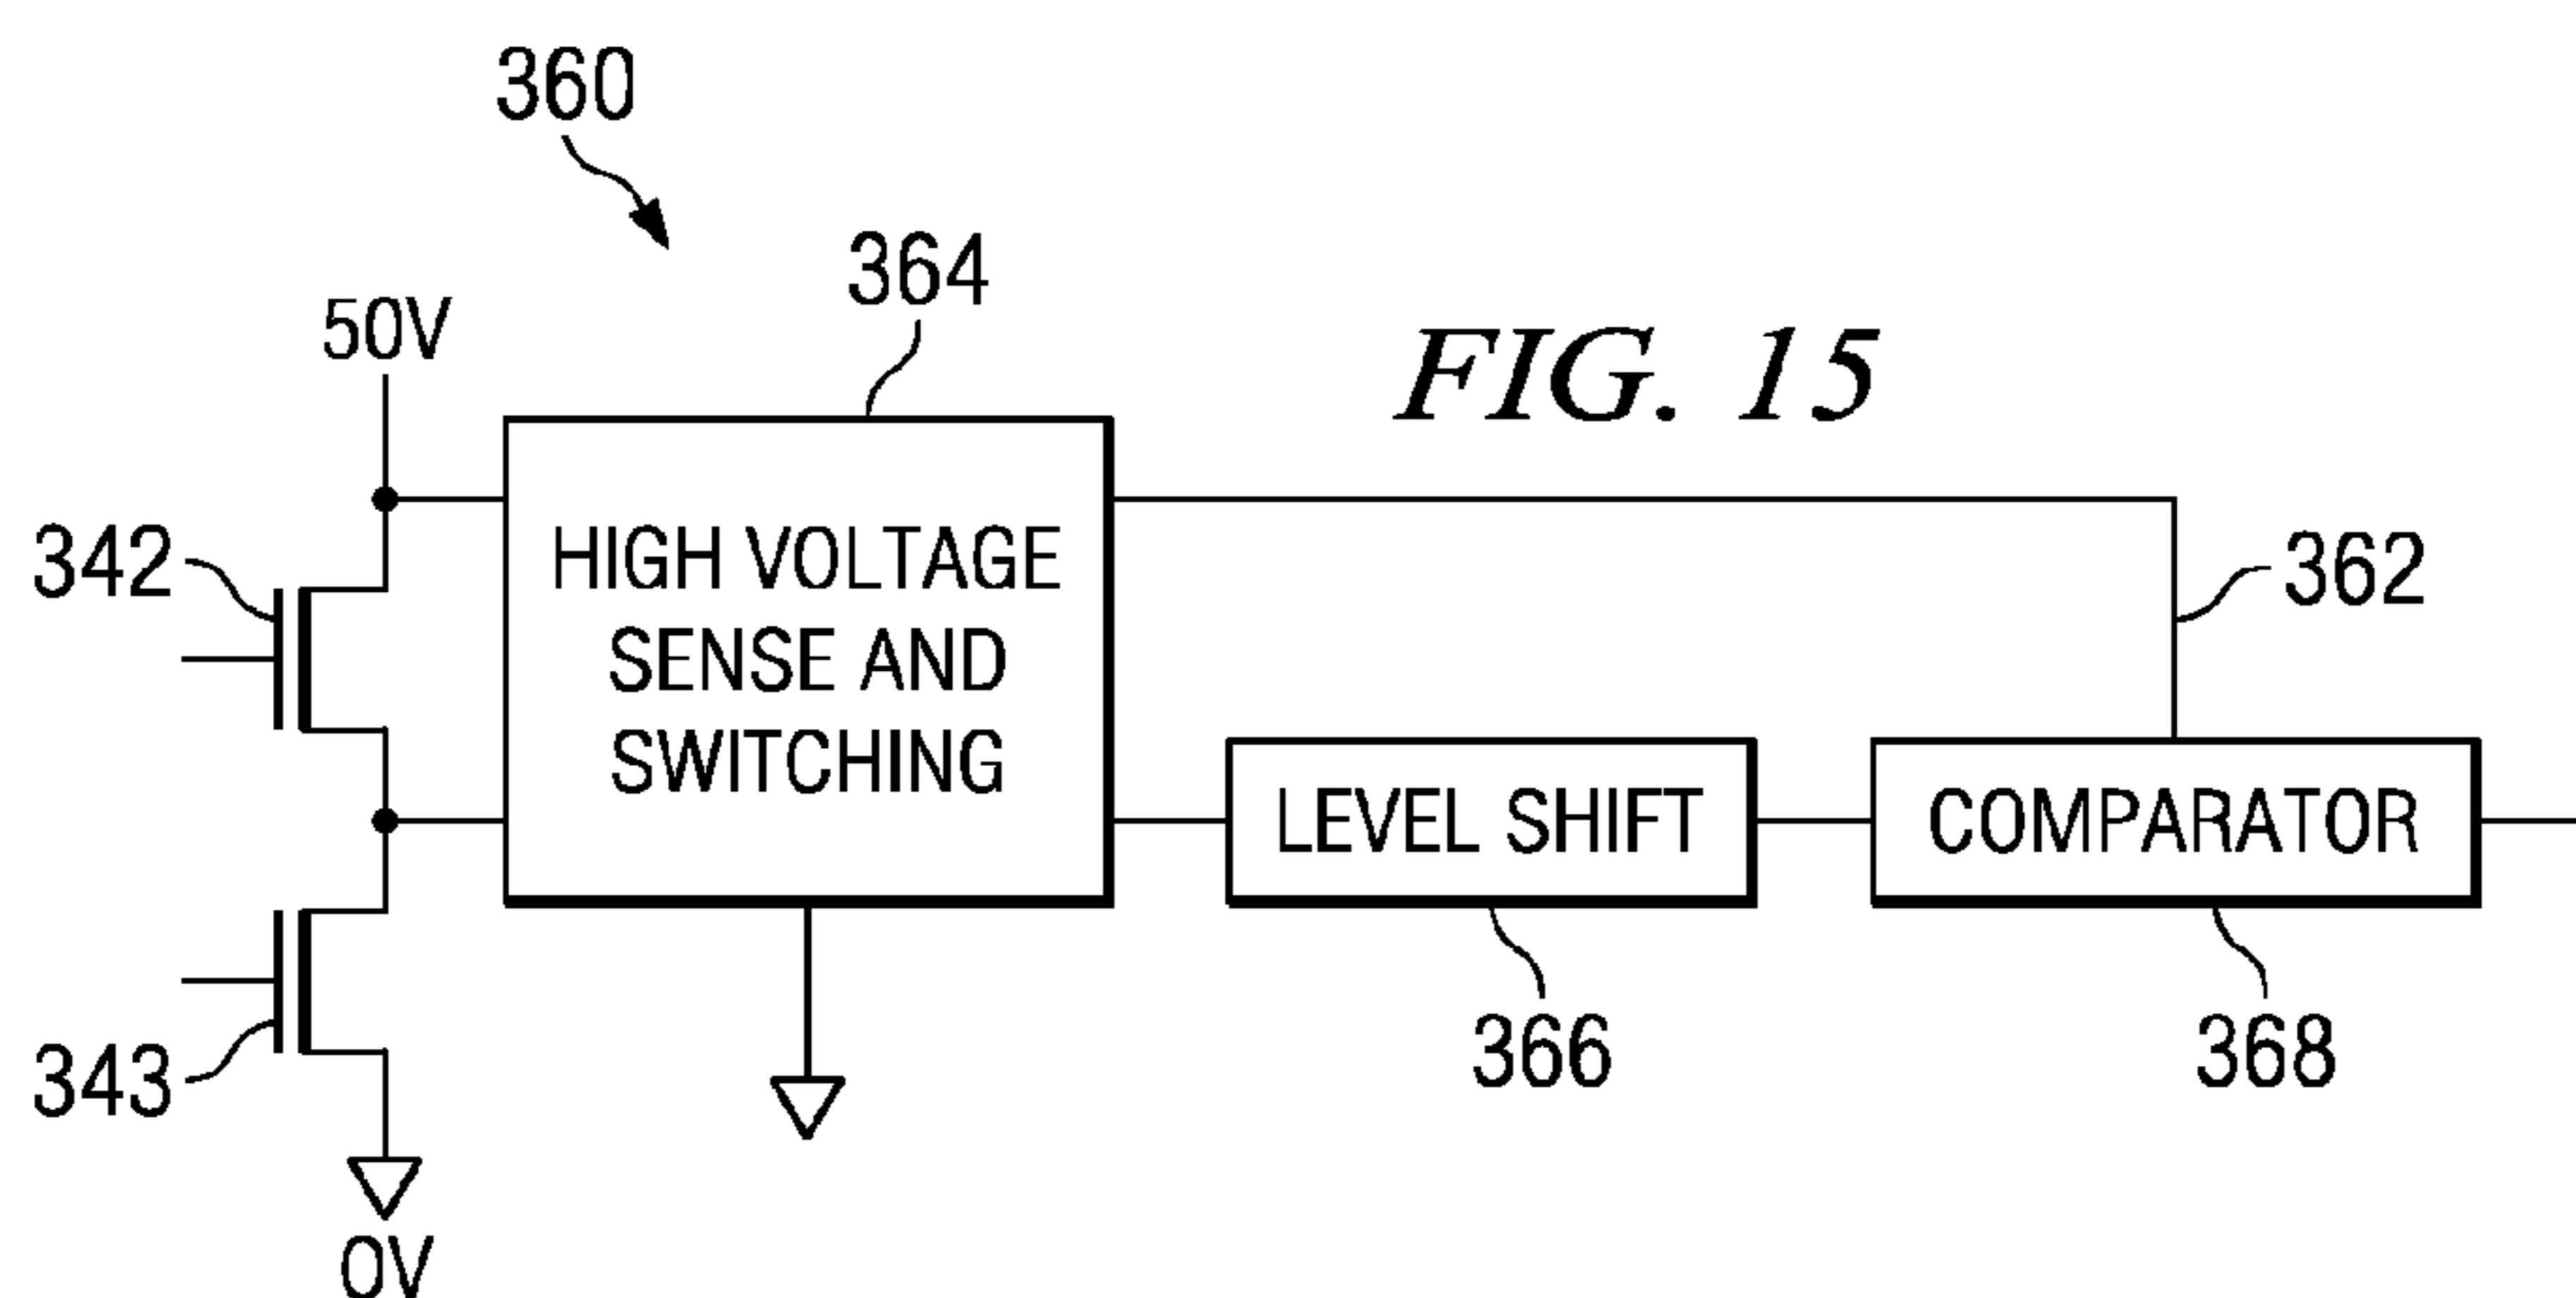 360
364
50V
FIG. 15
342
HIGH VOLTAGE
SENSE AND
SWITCHING
362
LEVEL SHIFT
COMPARATOR
343
366
368
0V